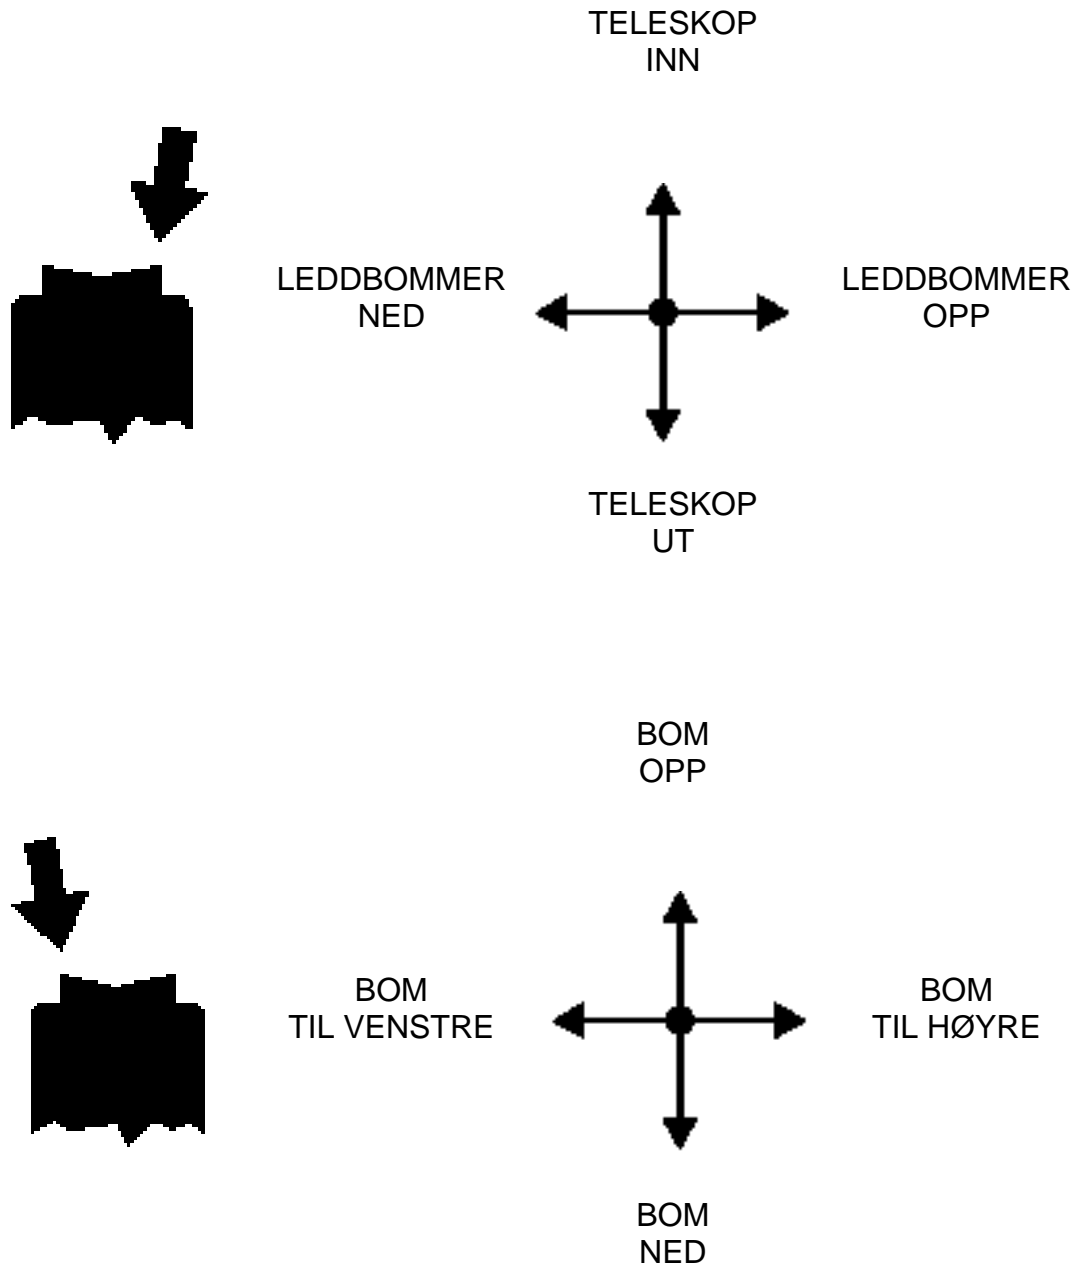 TELESKOP
INN
LEDDBOMMER
NED
LEDDBOMMER
OPP
TELESKOP
UT
BOM
OPP
BOM
TIL VENSTRE
BOM
TIL HØYRE
BOM
NED